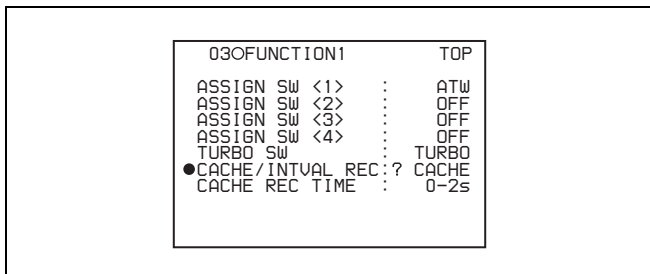 03○FUNCTION1 TOP
ASSIGN SW <1> : ATW
ASSIGN SW <2> : OFF
ASSIGN SW <3> : OFF
ASSIGN SW <4> : OFF
TURBO SW : TURBO
●CACHE/INTVAL REC:? CACHE
CACHE REC TIME : 0-2s